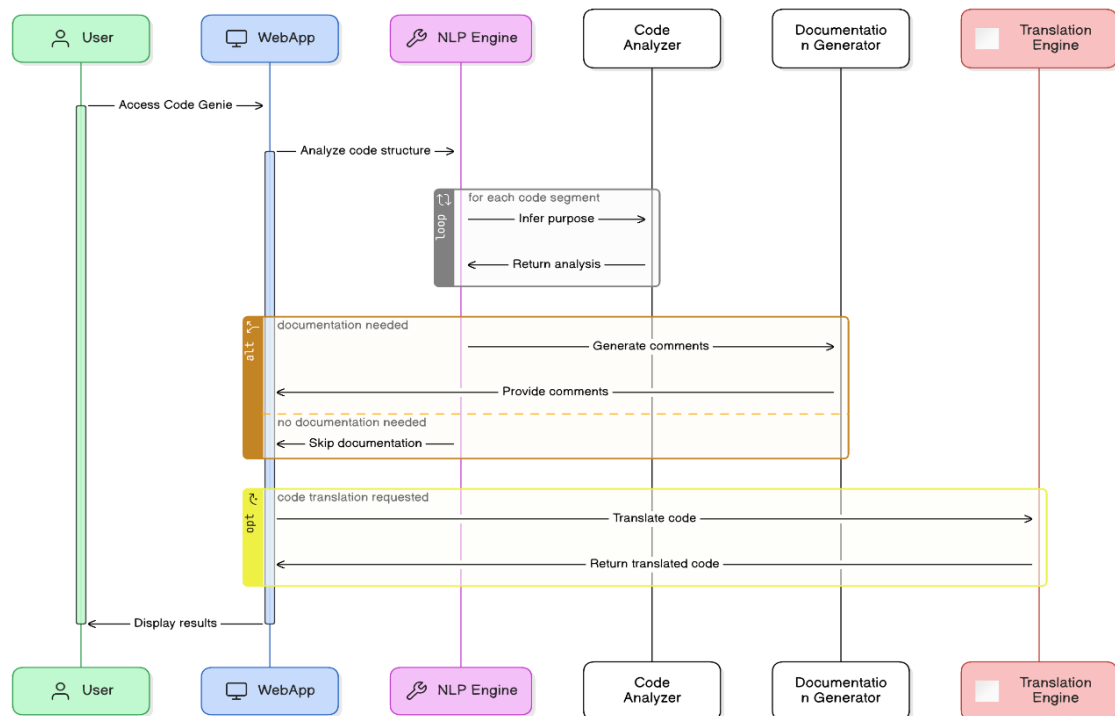 User
WebApp
NLP Engine
Code
Analyzer
Documentatio
n Generator
Translation
Engine
Access Code Genie
Analyze code structure
loop
for each code segment
Infer purpose
Return analysis
alt
documentation needed
Generate comments
Provide comments
no documentation needed
Skip documentation
opt
code translation requested
Translate code
Return translated code
Display results
User
WebApp
NLP Engine
Code
Analyzer
Documentatio
n Generator
Translation
Engine